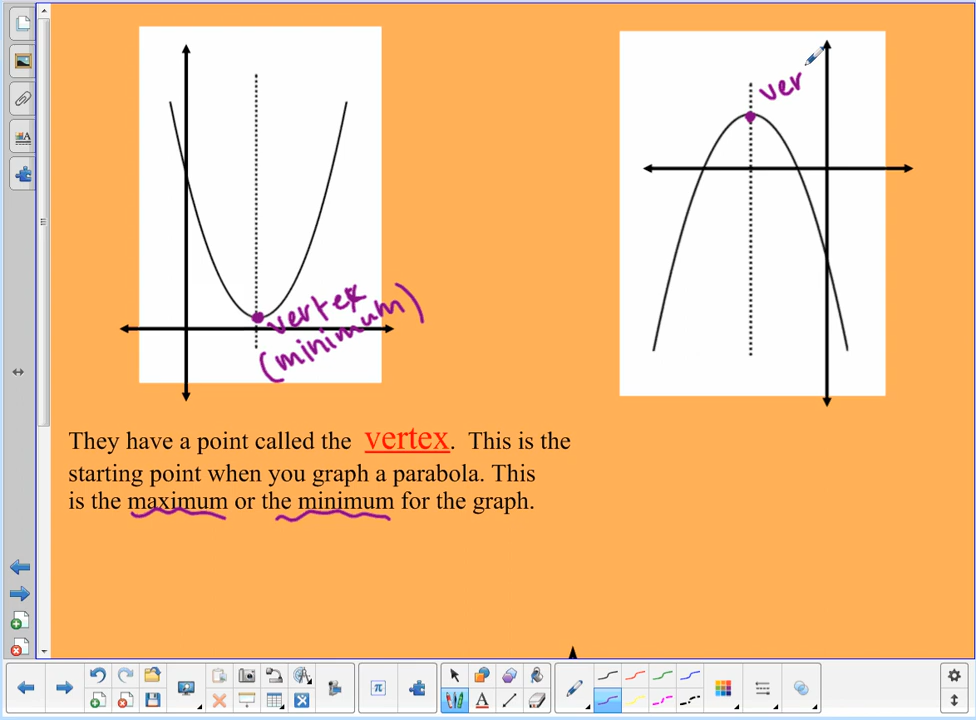 ver
vertex
(minimum)
They have a point called the vertex. This is the
starting point when you graph a parabola. This
is the maximum or the minimum for the graph.